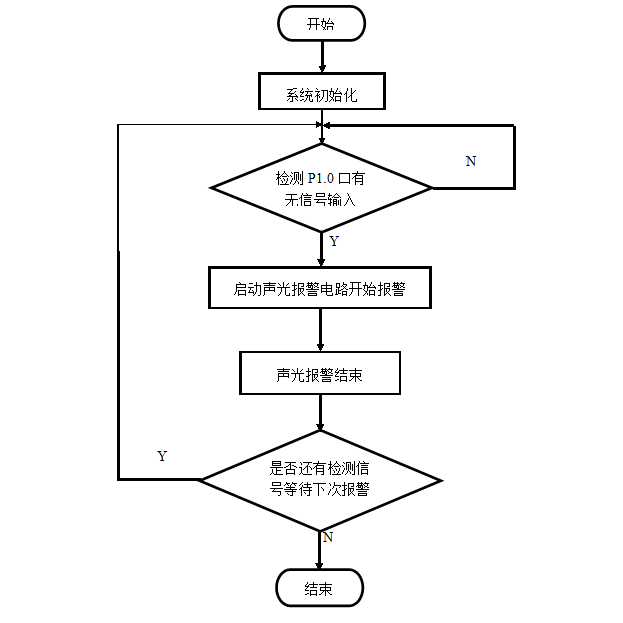 开始
系统初始化
检测 P1.0 口有
无信号输入
N
Y
启动声光报警电路开始报警
声光报警结束
是否还有检测信
号等待下次报警
Y
N
结束